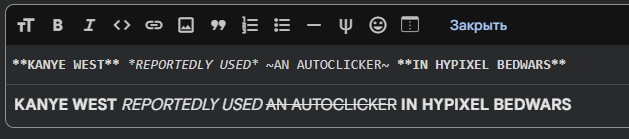 Закрыть
**KANYE WEST** *REPORTEDLY USED* ~AN AUTOCLICKER~ **IN HYPIXEL BEDWARS**
KANYE WEST REPORTEDLY USED AN AUTOCLICKER IN HYPIXEL BEDWARS